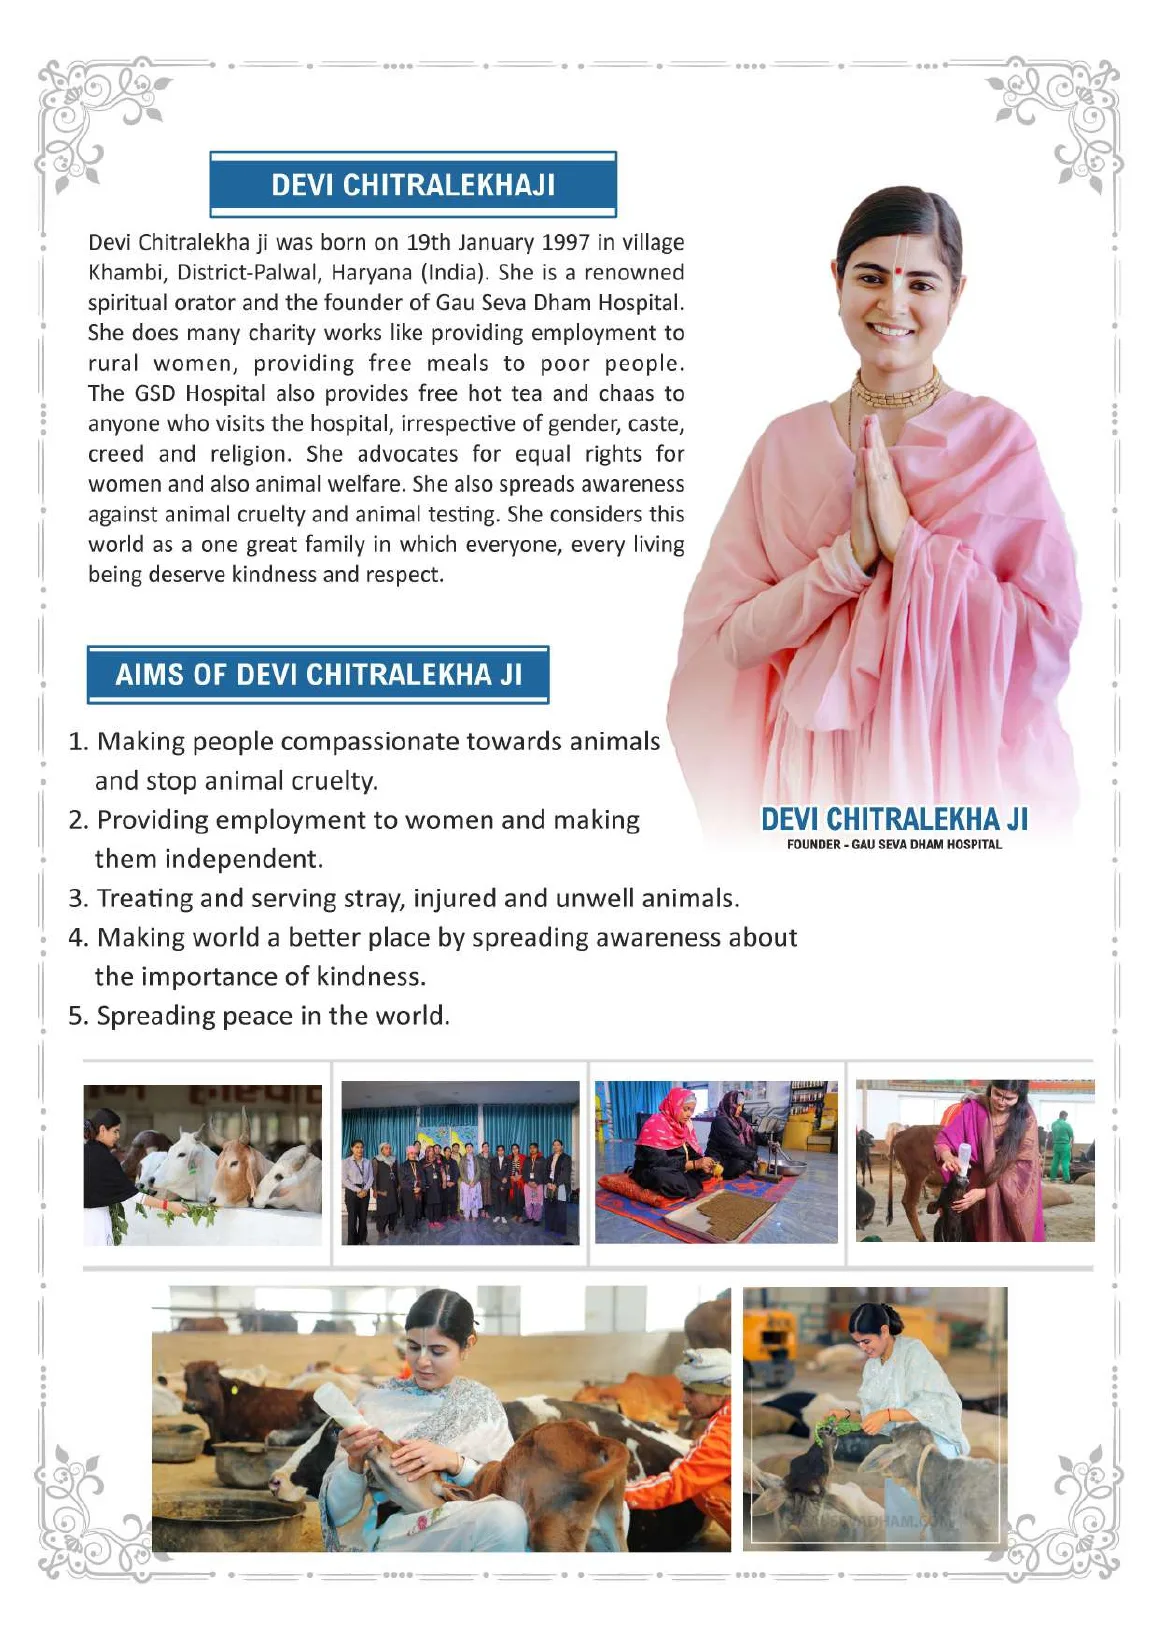 DEVI CHITRALEKHAJI
Devi Chitralekha ji was born on 19th January 1997 in village
Khambi, District-Palwal, Haryana (India). She is a renowned
spiritual orator and the founder of Gau Seva Dham Hospital.
She does many charity works like providing employment to
rural women, providing free meals to poor people.
The GSD Hospital also provides free hot tea and chaas to
anyone who visits the hospital, irrespective of gender, caste,
creed and religion. She advocates for equal rights for
women and also animal welfare. She also spreads awareness
against animal cruelty and animal testing. She considers this
world as a one great family in which everyone, every living
being deserve kindness and respect.
AIMS OF DEVI CHITRALEKHA JI
1. Making people compassionate towards animals
and stop animal cruelty.
2. Providing employment to women and making
them independent.
3. Treating and serving stray, injured and unwell animals.
4. Making world a better place by spreading awareness about
the importance of kindness.
5. Spreading peace in the world.
DEVI CHITRALEKHA JI
FOUNDER - GAU SEVA DHAM HOSPITAL